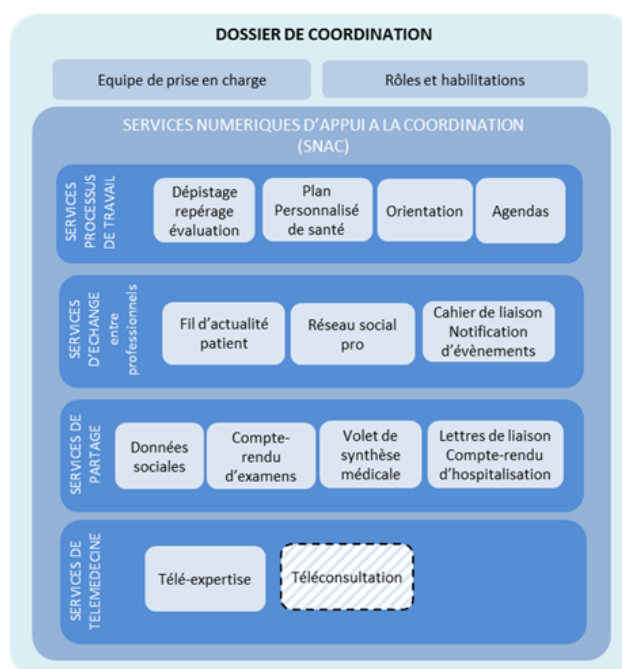 DOSSIER DE COORDINATION
Equipe de prise en charge
Rôles et habilitations
SERVICES NUMERIQUES D'APPUI A LA COORDINATION
(SNAC)
SERVICES
PROCESSUS
DE TRAVAIL
Dépistage
repérage
évaluation
Plan
Personnalisé
de santé
Orientation
Agendas
SERVICES
D'ECHANGE
entre
professionnels
Fil d'actualité
patient
Réseau social
pro
Cahier de liaison
Notification
d'évènements
SERVICES DE
PARTAGE
Données
sociales
Compte-
rendu
d'examens
Volet de
synthèse
médicale
Lettres de liaison
Compte-rendu
d'hospitalisation
SERVICES DE
TELEMEDECINE
Télé-expertise
Téléconsultation